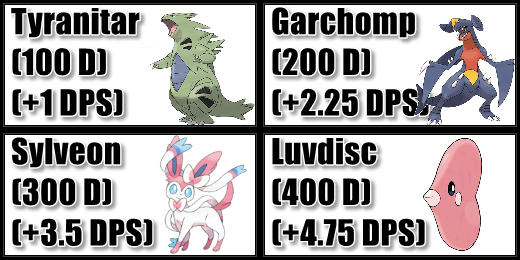 Tyranitar
(100 D)
(+1 DPS)
Garchomp
(200 D)
(+2.25 DPS)
Sylveon
(300 D)
(+3.5 DPS)
Luvdisc
(400 D)
(+4.75 DPS)